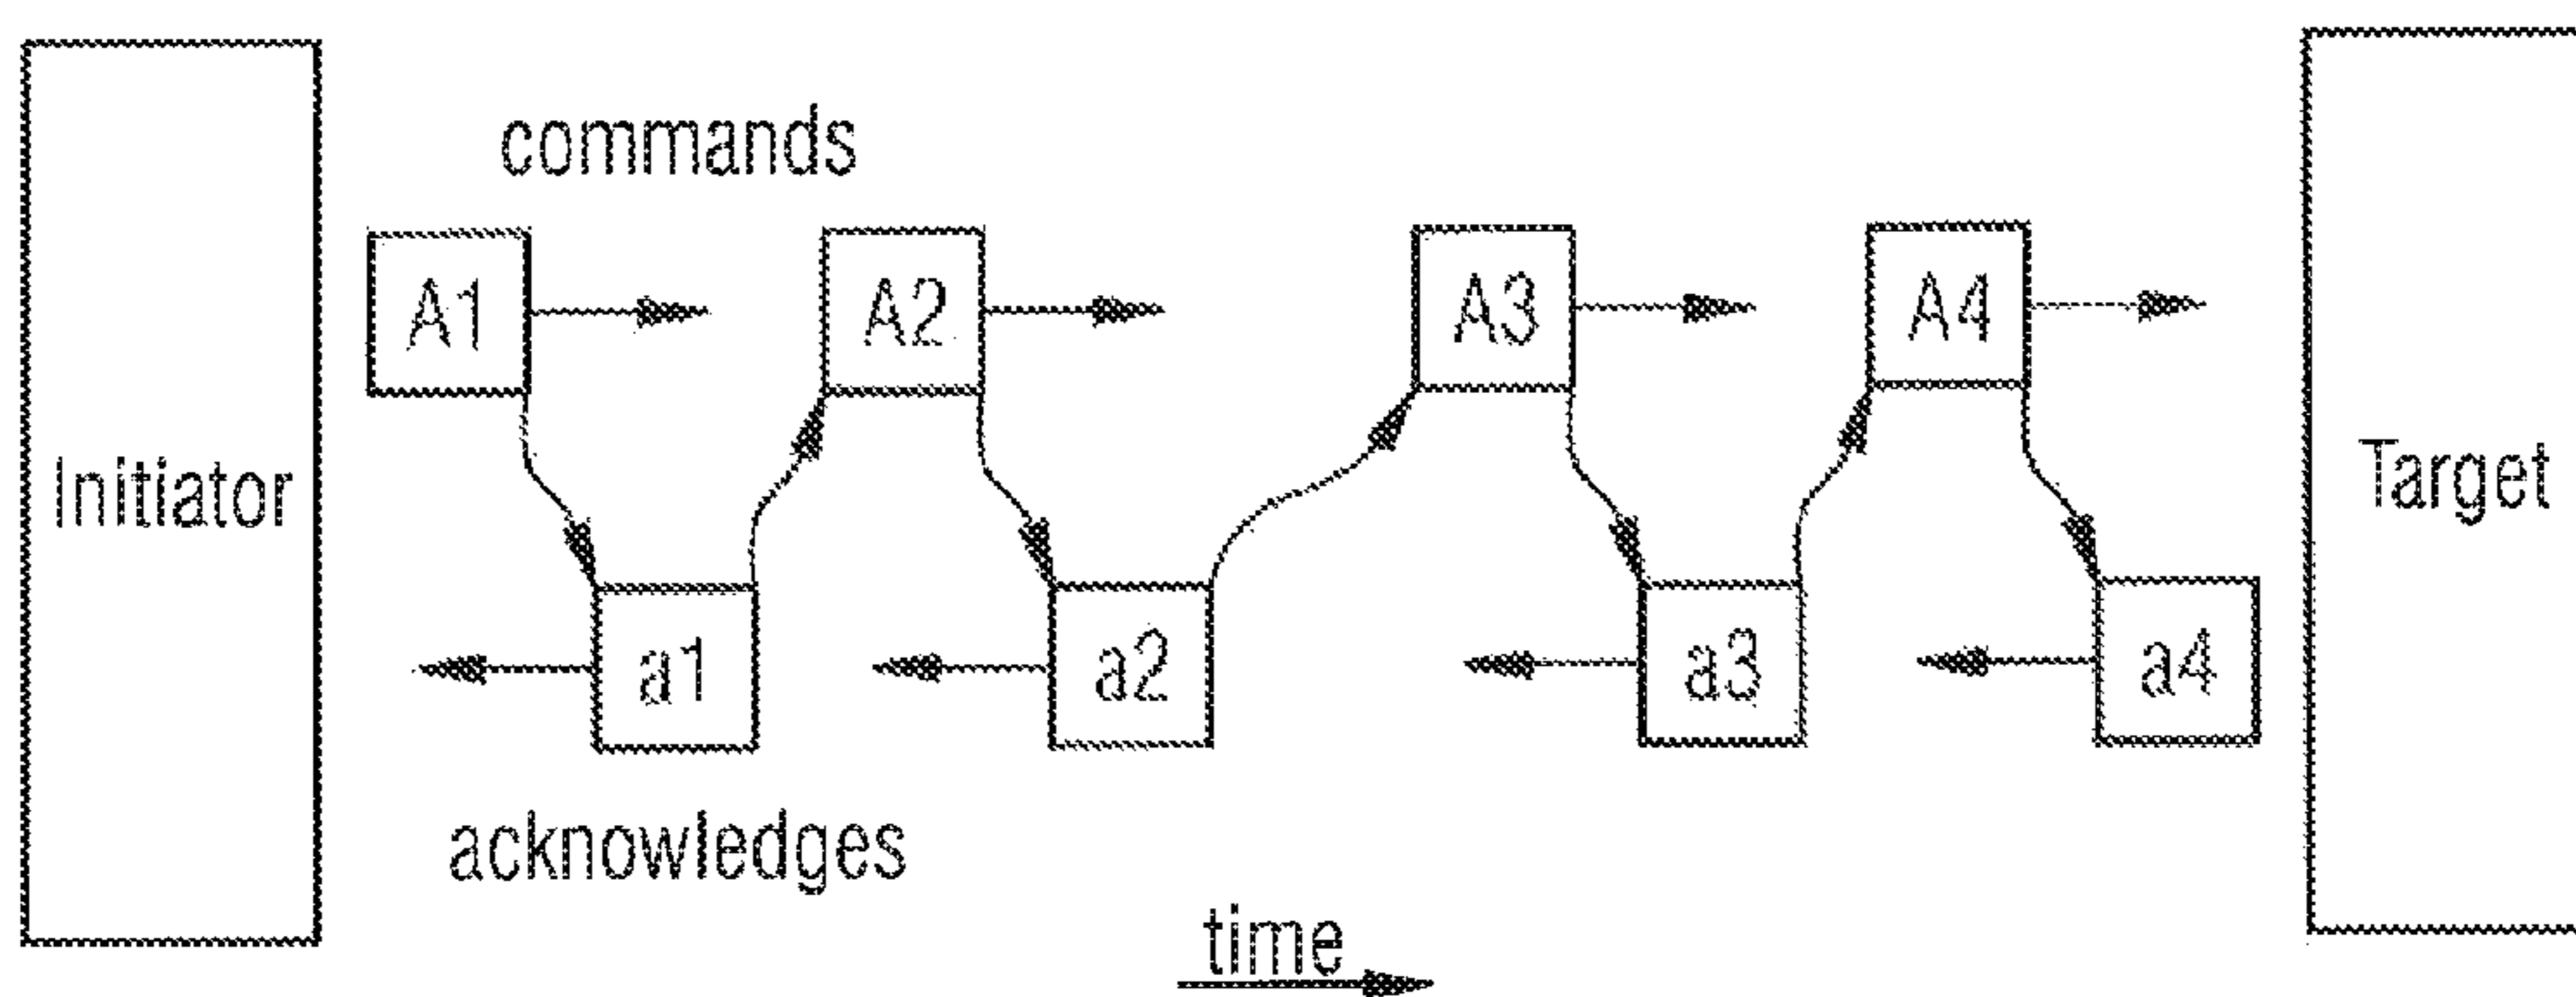 commands
A1
A2
A3
A4
Initiator
Target
a1
a2
a3
a4
acknowledges
time